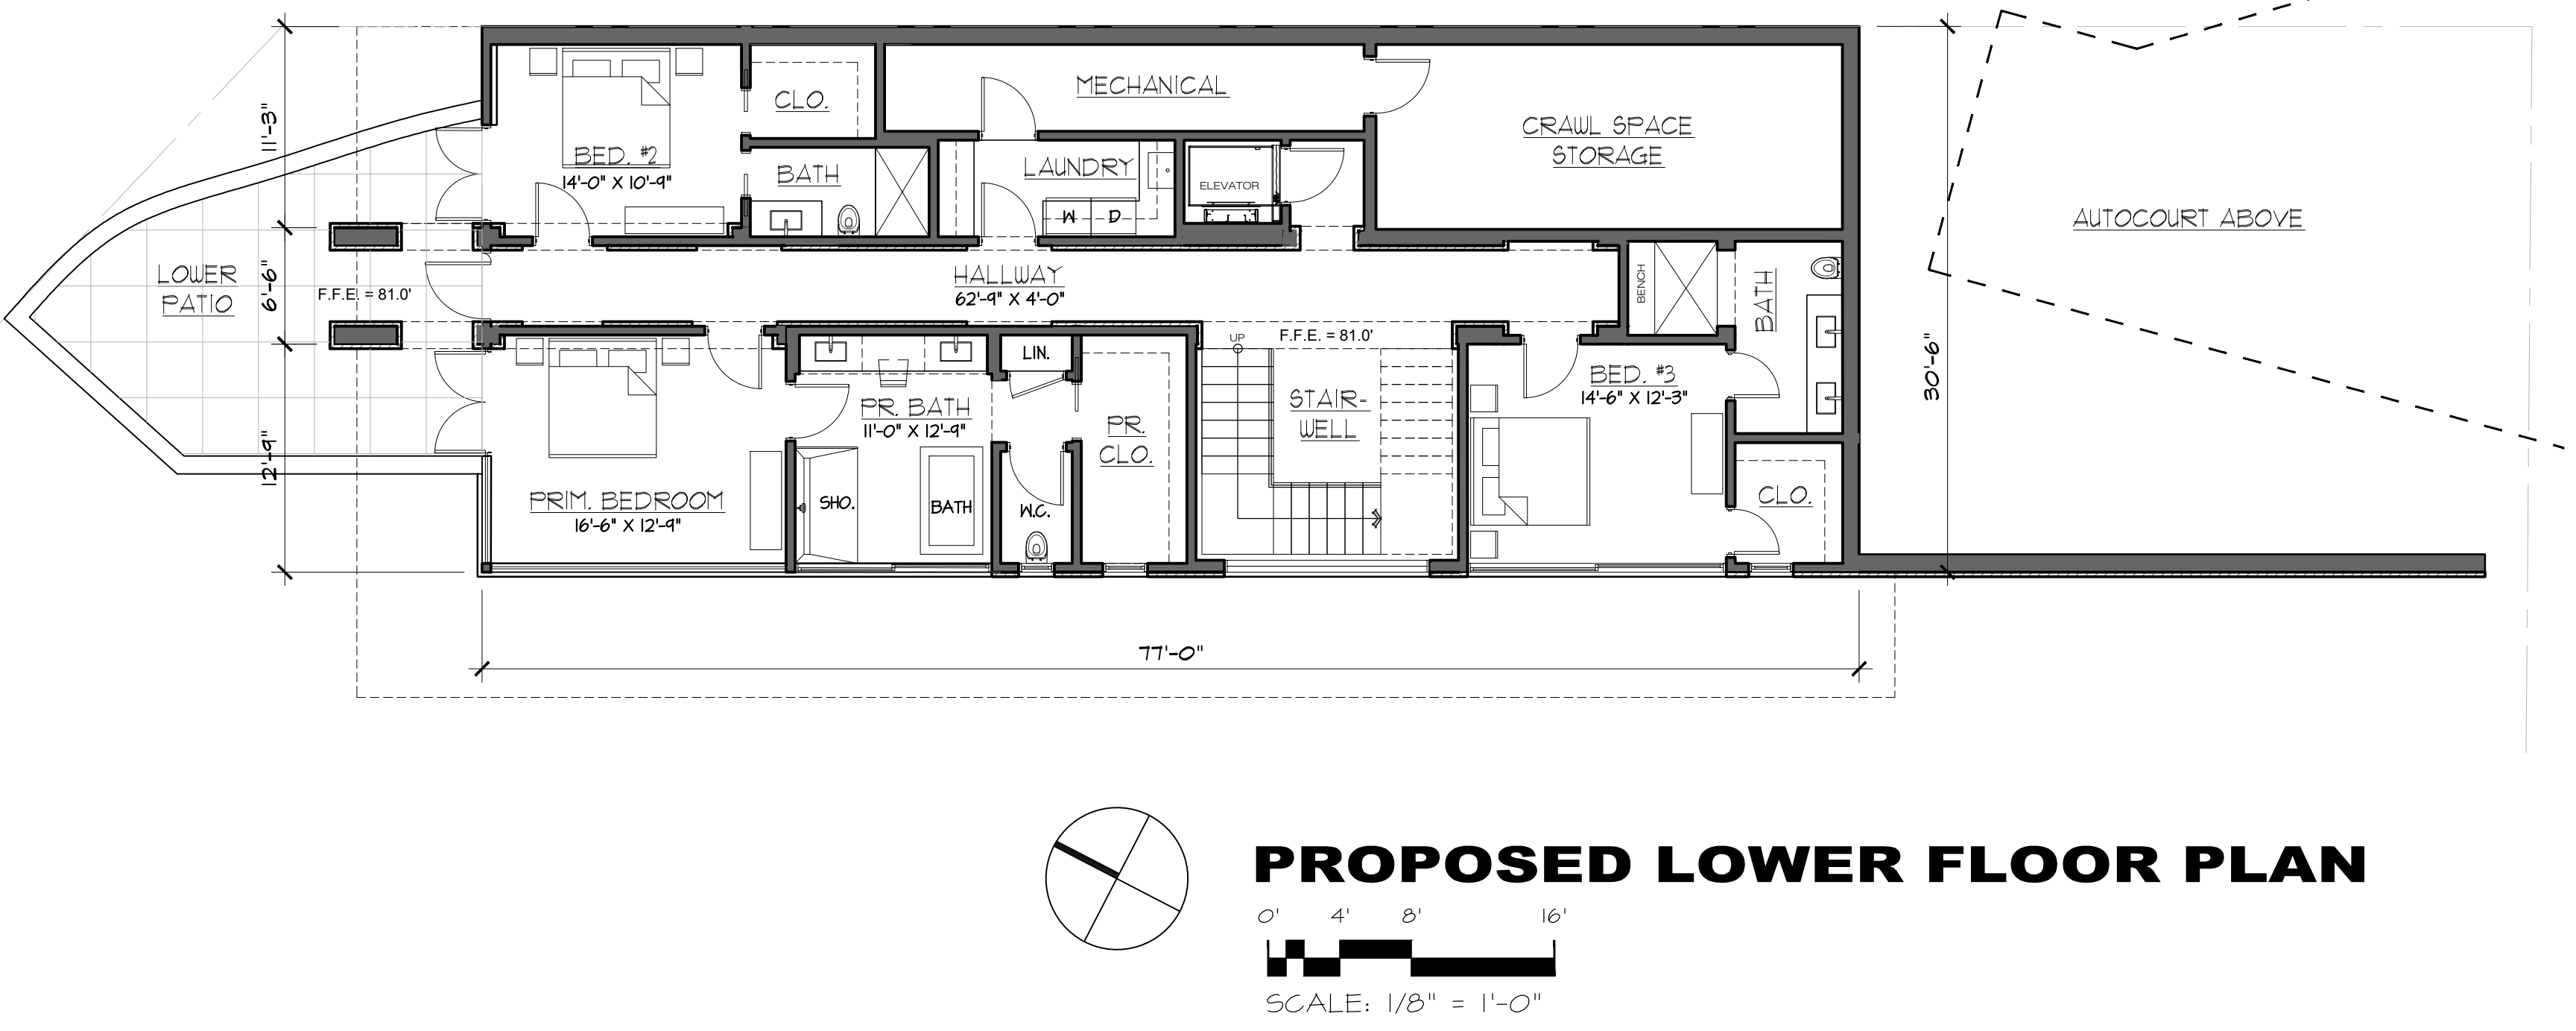 MECHANICAL
CLO.
CRAWL SPACE
STORAGE
11'-3"
BED. #2
14'-0" X 10'-9"
BATH
LAUNDRY
ELEVATOR
W
D
AUTOCOURT ABOVE
LOWER
PATIO
6'-6"
F.F.E. = 81.0'
HALLWAY
62'-9" X 4'-0"
BENCH
BATH
UP
F.F.E. = 81.0'
LIN.
30'-6"
PR. BATH
11'-0" X 12'-9"
PR.
CLO.
STAIR-
WELL
BED. #3
14'-6" X 12'-3"
12'-9"
PRIM. BEDROOM
16'-6" X 12'-9"
SHO.
BATH
W.C.
CLO.
77'-0"
PROPOSED LOWER FLOOR PLAN
0' 4' 8' 16'
SCALE: 1/8" = 1'-0"